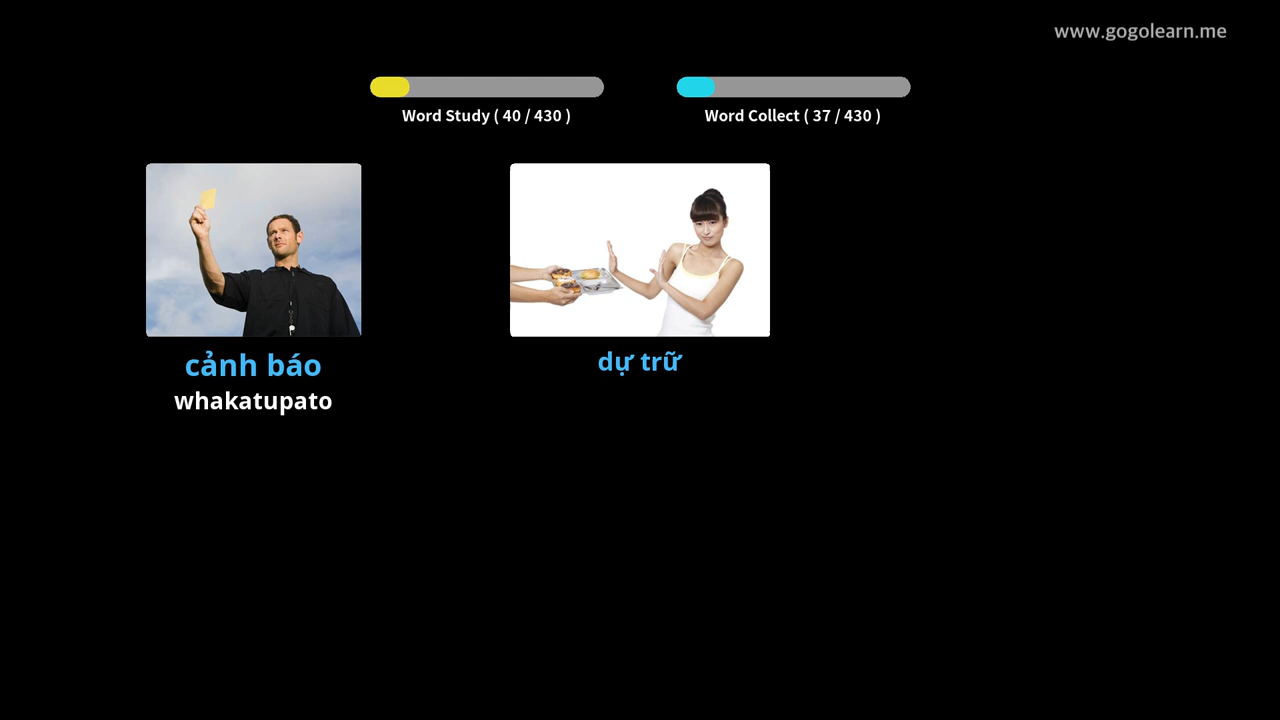 www.gogolearn.me
Word Study ( 40 / 430 )
Word Collect ( 37 / 430 )
cảnh báo
whakatupato
dự trữ